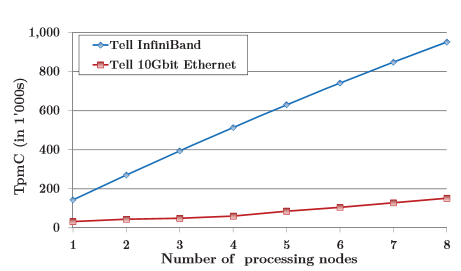 1,000
800
600
400
200
0
TpmC (in 1'000s)
Tell InfiniBand
Tell 10Gbit Ethernet
1 2 3 4 5 6 7 8
Number of processing nodes